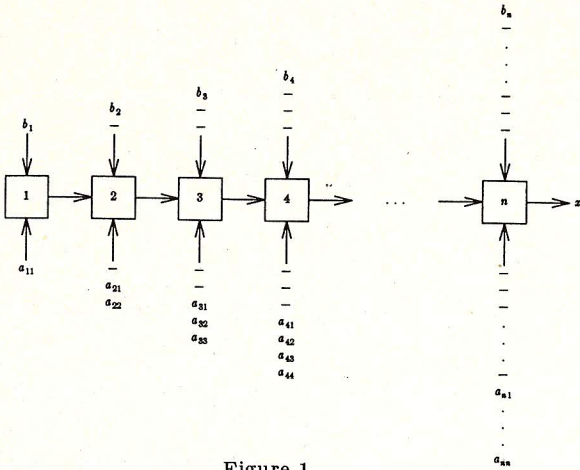 b_n
b_4
b_3
b_2
b_1
1 2 3 4 ... n x
a_11
a_21
a_22
a_31
a_32
a_33
a_41
a_42
a_43
a_44
a_n1
a_nn
Figure 1